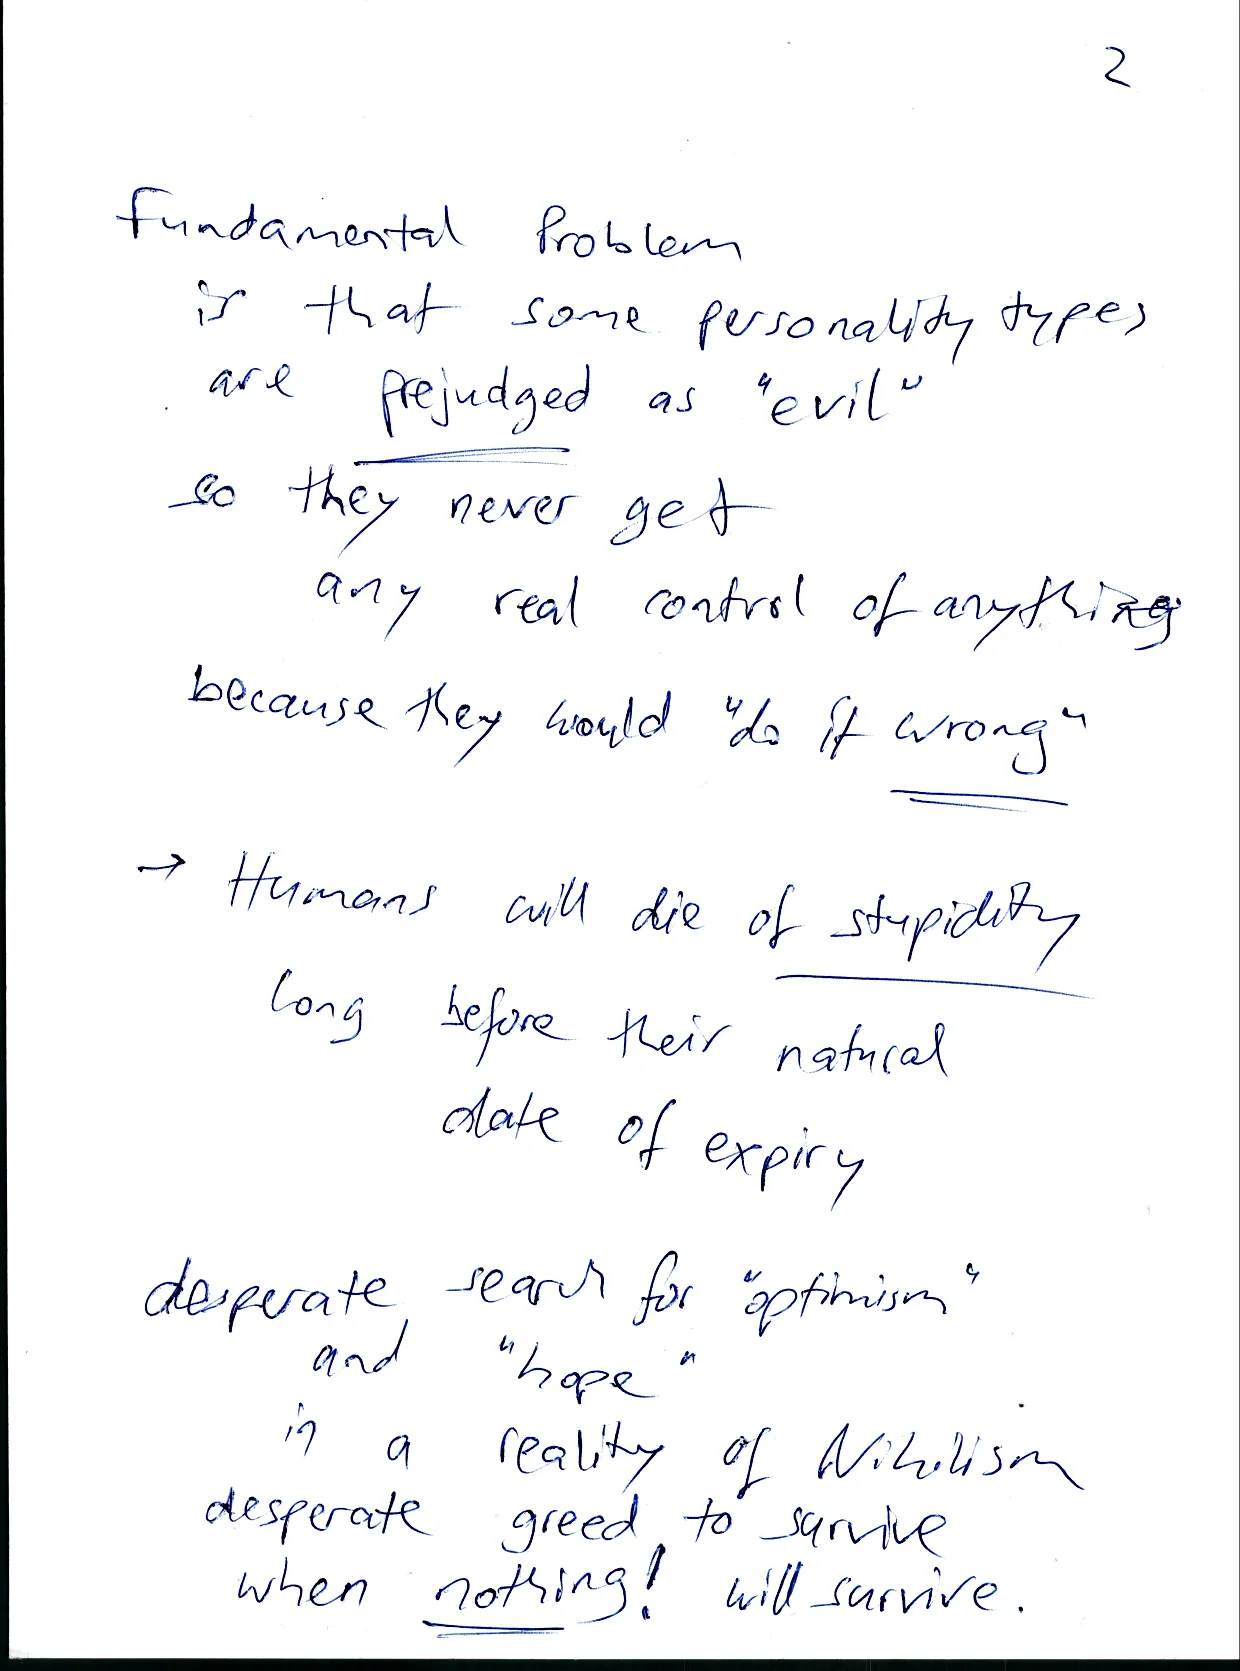 2
Fundamental Problem
is that some personality types
are prejudged as "evil"
so they never get
any real control of anything
because they would "do it wrong"
→ Humans will die of stupidity
long before their natural
date of expiry
desperate search for "optimism"
and "hope"
in a reality of Nihilism
desperate greed to survive
when nothing! will survive.